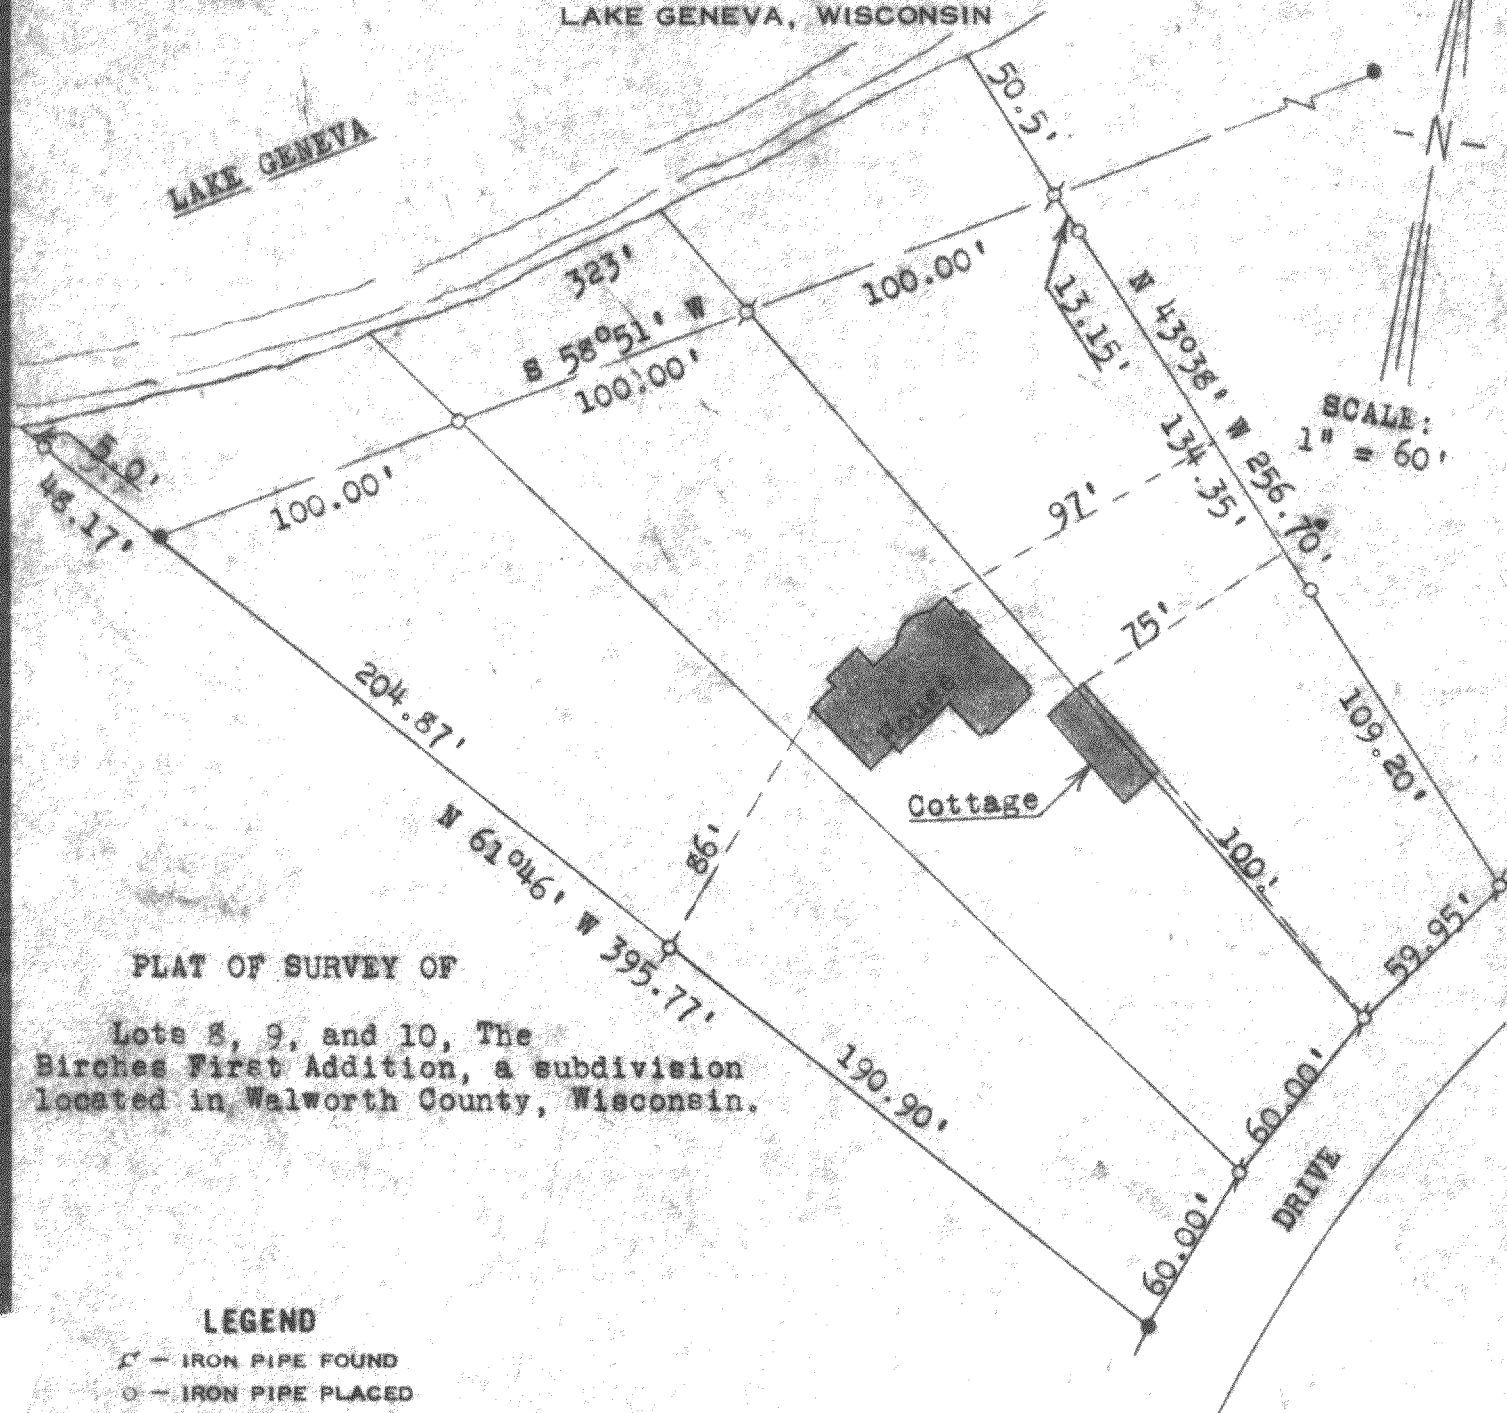 LAKE GENEVA, WISCONSIN
LAKE GENEVA
50.5'
N
323'
S 58°51' W
100.00'
100.00'
100.00'
13.15'
N 43°38' W 256.70'
134.35'
SCALE:
1" = 60'
5.0'
48.17'
97'
75'
204.87'
House
109.20'
Cottage
86'
100.'
N 61°46' W 395.77'
59.95'
PLAT OF SURVEY OF
Lots 8, 9, and 10, The
Birches First Addition, a subdivision
located in Walworth County, Wisconsin.
190.90'
60.00'
60.00'
DRIVE
LEGEND
— IRON PIPE FOUND
○ — IRON PIPE PLACED